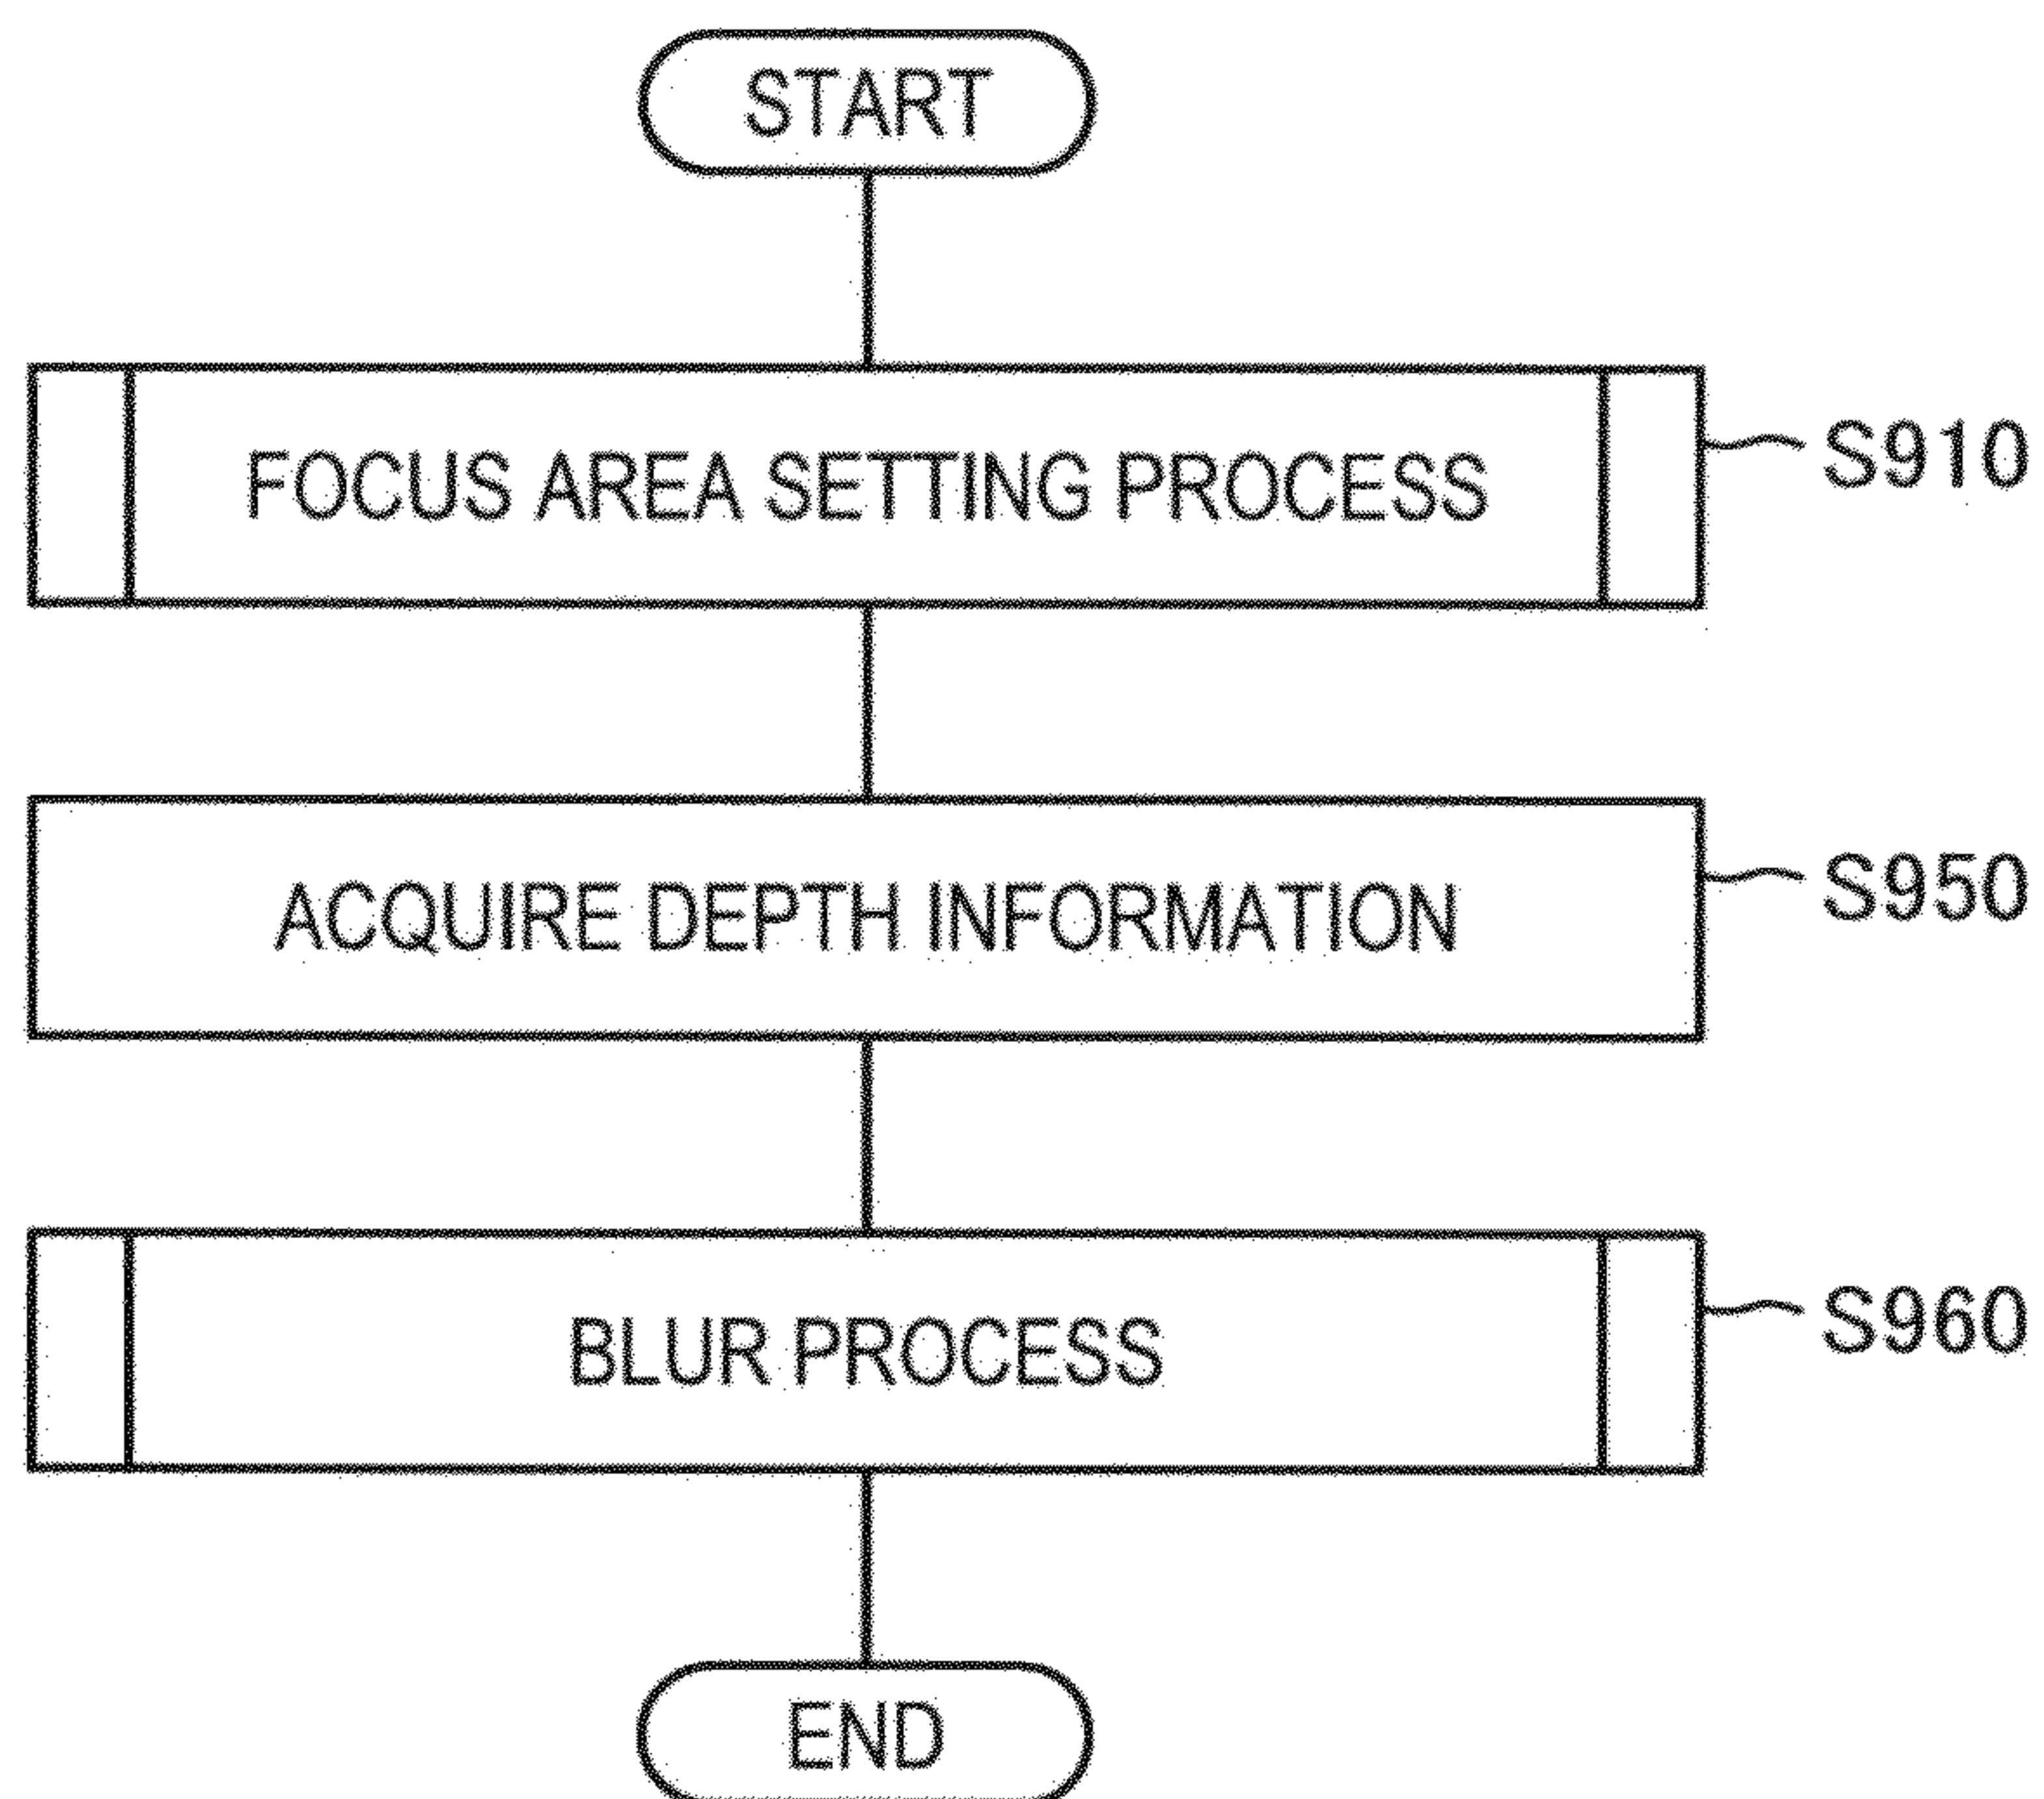 START
FOCUS AREA SETTING PROCESS
S910
ACQUIRE DEPTH INFORMATION
S950
BLUR PROCESS
S960
END